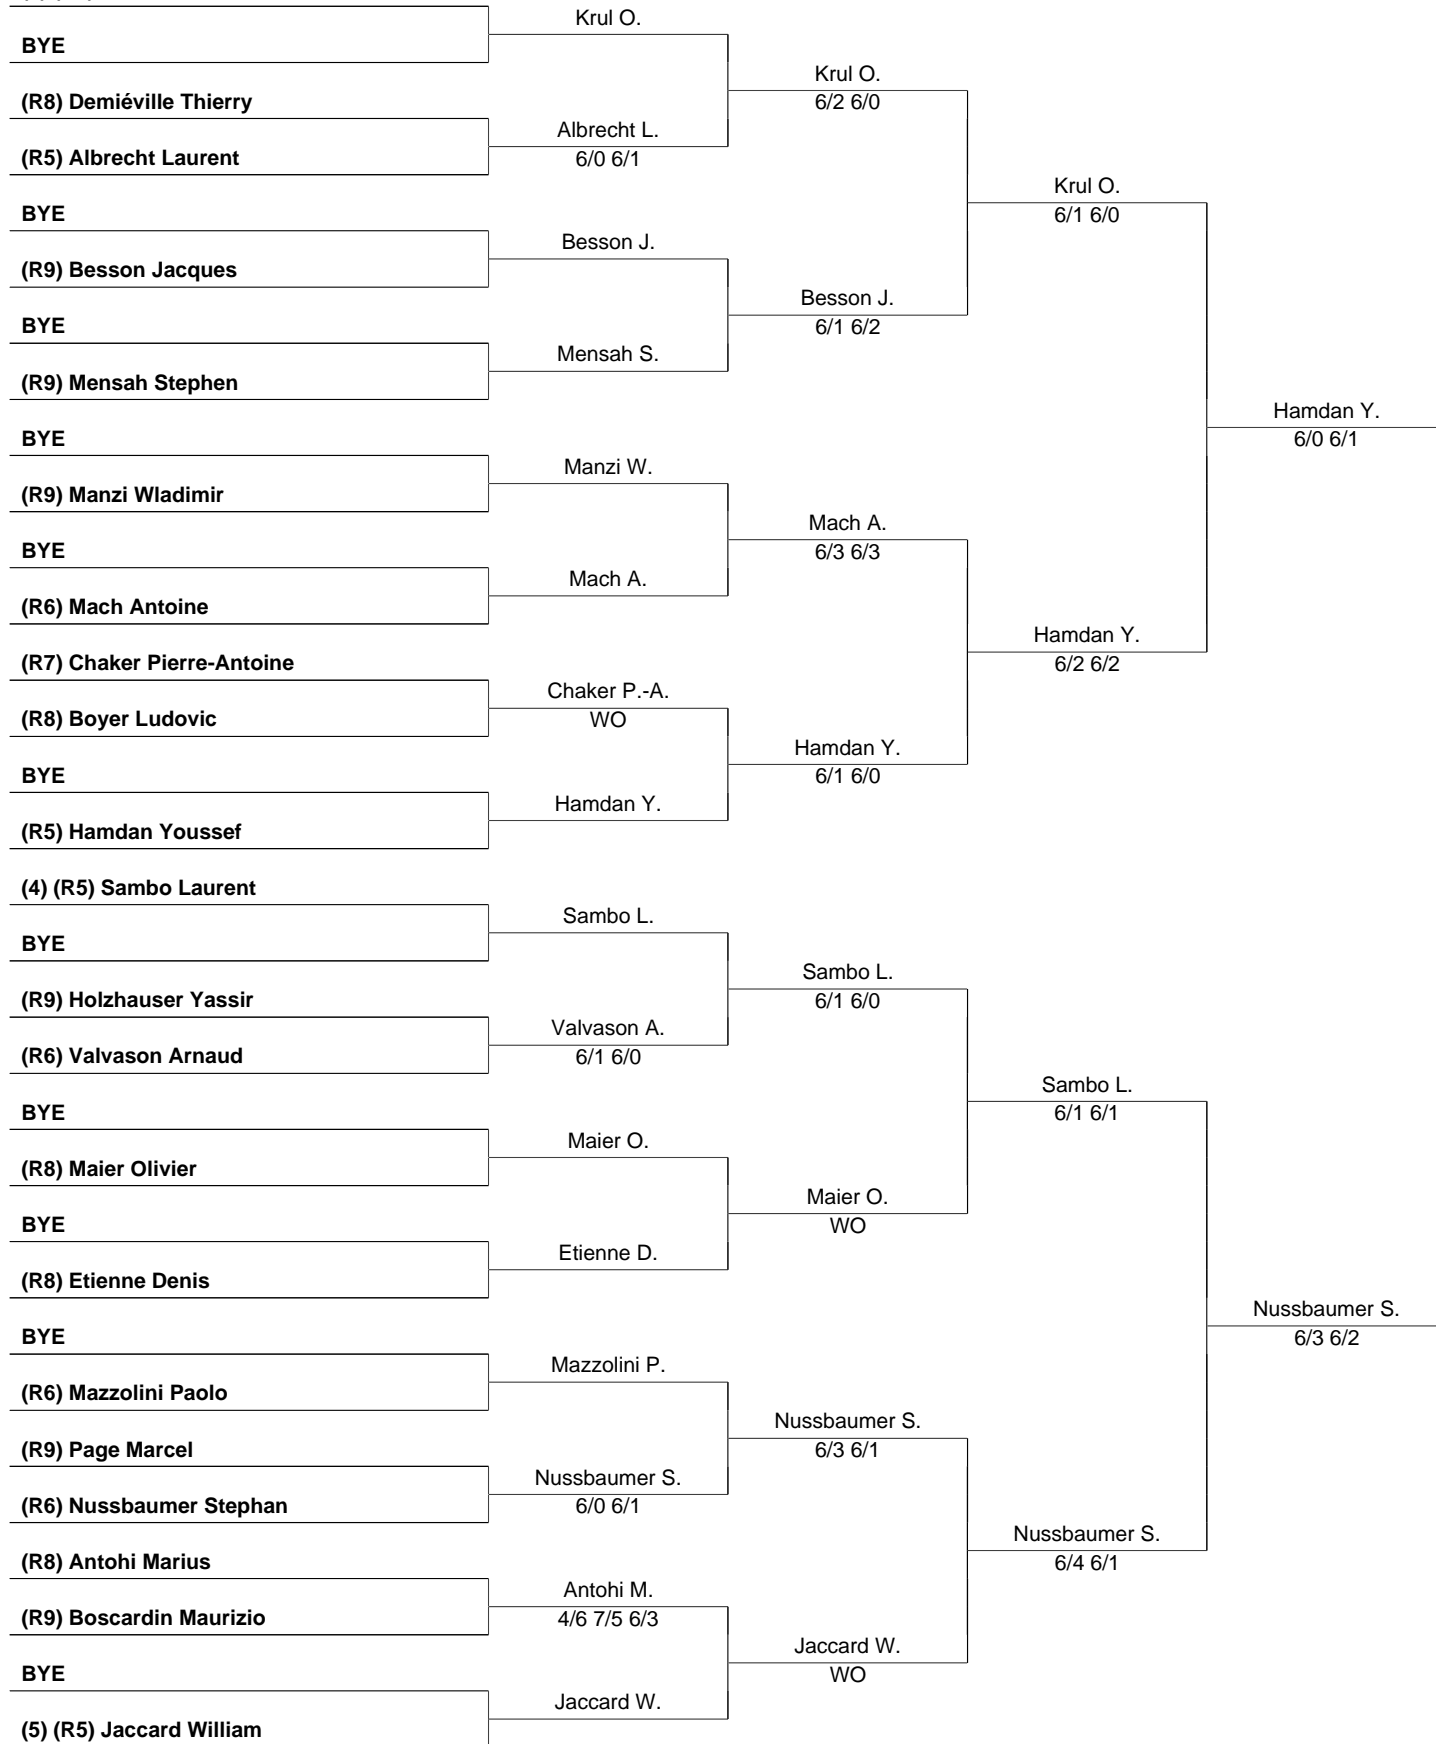 Krul O.
BYE
Krul O.
(R8) Demiéville Thierry
6/2 6/0
Albrecht L.
(R5) Albrecht Laurent
6/0 6/1
Krul O.
BYE
6/1 6/0
Besson J.
(R9) Besson Jacques
Besson J.
BYE
6/1 6/2
Mensah S.
(R9) Mensah Stephen
Hamdan Y.
BYE
6/0 6/1
Manzi W.
(R9) Manzi Wladimir
Mach A.
BYE
6/3 6/3
Mach A.
(R6) Mach Antoine
Hamdan Y.
(R7) Chaker Pierre-Antoine
6/2 6/2
Chaker P.-A.
(R8) Boyer Ludovic
WO
Hamdan Y.
BYE
6/1 6/0
Hamdan Y.
(R5) Hamdan Youssef
(4) (R5) Sambo Laurent
Sambo L.
BYE
Sambo L.
(R9) Holzhauser Yassir
6/1 6/0
Valvason A.
(R6) Valvason Arnaud
6/1 6/0
Sambo L.
BYE
6/1 6/1
Maier O.
(R8) Maier Olivier
Maier O.
BYE
WO
Etienne D.
(R8) Etienne Denis
Nussbaumer S.
BYE
6/3 6/2
Mazzolini P.
(R6) Mazzolini Paolo
Nussbaumer S.
(R9) Page Marcel
6/3 6/1
Nussbaumer S.
(R6) Nussbaumer Stephan
6/0 6/1
Nussbaumer S.
(R8) Antohi Marius
6/4 6/1
Antohi M.
(R9) Boscardin Maurizio
4/6 7/5 6/3
Jaccard W.
BYE
WO
Jaccard W.
(5) (R5) Jaccard William